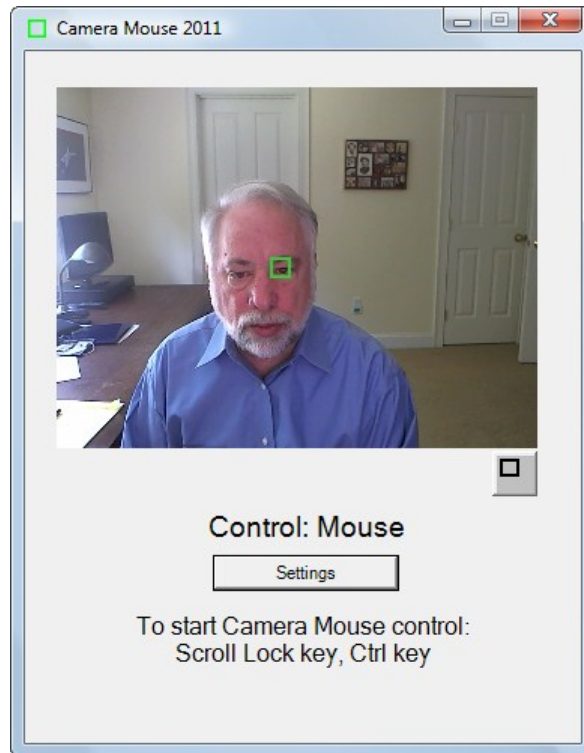 Camera Mouse 2011
Control: Mouse
Settings
To start Camera Mouse control:
Scroll Lock key, Ctrl key